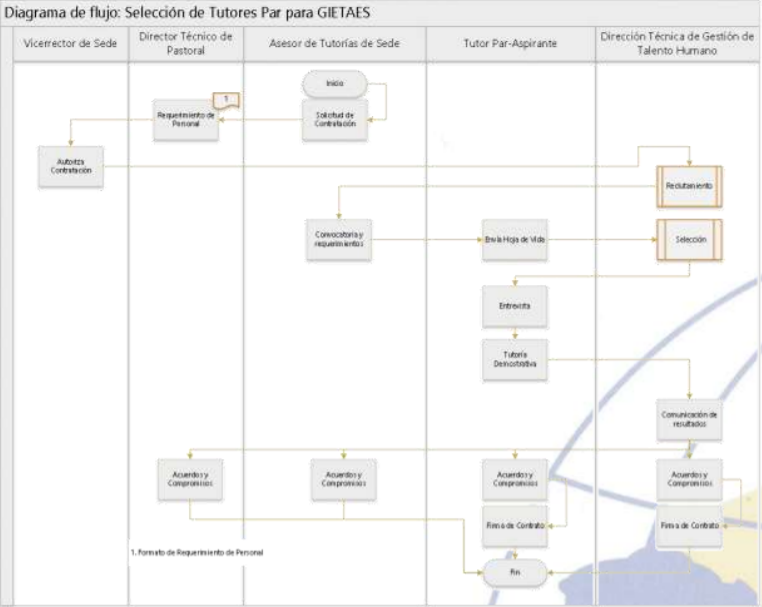 Diagrama de flujo: Selección de Tutores Par para GIETAES
Vicerrector de Sede
Director Técnico de
Pastoral
Asesor de Tutorías de Sede
Tutor Par-Aspirante
Dirección Técnica de Gestión de
Talento Humano
Inicio
1
Requerimiento de
Personal
Solicitud de
Contratación
Autoriza
Contratación
Reclutamiento
Convocatoria y
requerimientos
Envía Hoja de Vida
Selección
Entrevista
Tutoría
Demostrativa
Comunicación de
resultados
Acuerdos y
Compromisos
Acuerdos y
Compromisos
Acuerdos y
Compromisos
Acuerdos y
Compromisos
Firma de Contrato
Firma de Contrato
1. Formato de Requerimiento de Personal
Fin